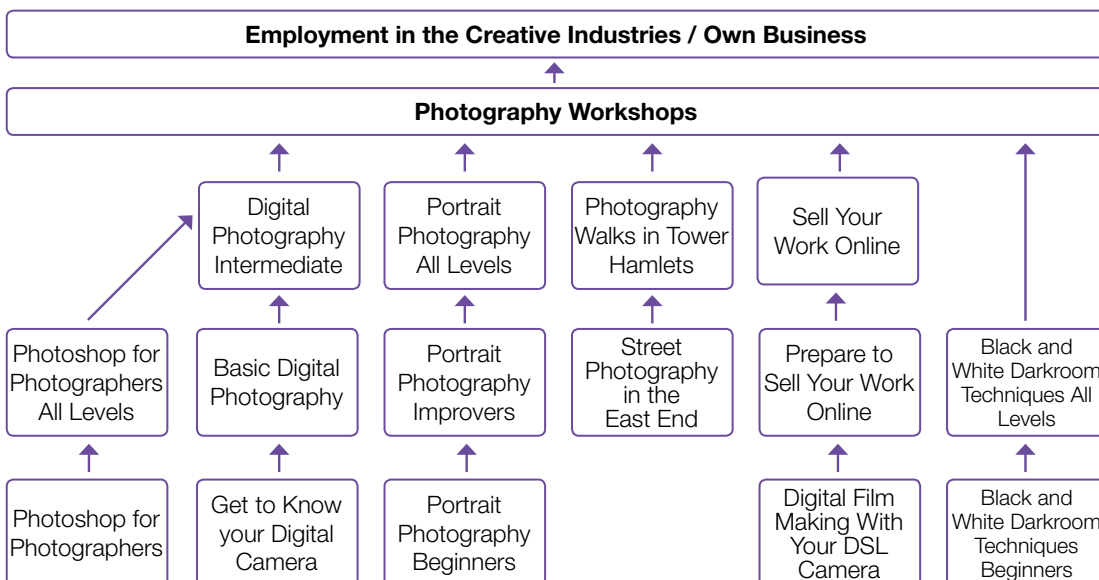 Employment in the Creative Industries / Own Business
Photography Workshops
Digital
Photography
Intermediate
Portrait
Photography
All Levels
Photography
Walks in Tower
Hamlets
Sell Your
Work Online
Photoshop for
Photographers
All Levels
Basic Digital
Photography
Portrait
Photography
Improvers
Street
Photography
in the
East End
Prepare to
Sell Your Work
Online
Black and
White Darkroom
Techniques All
Levels
Photoshop for
Photographers
Get to Know
your Digital
Camera
Portrait
Photography
Beginners
Digital Film
Making With
Your DSL
Camera
Black and
White Darkroom
Techniques
Beginners